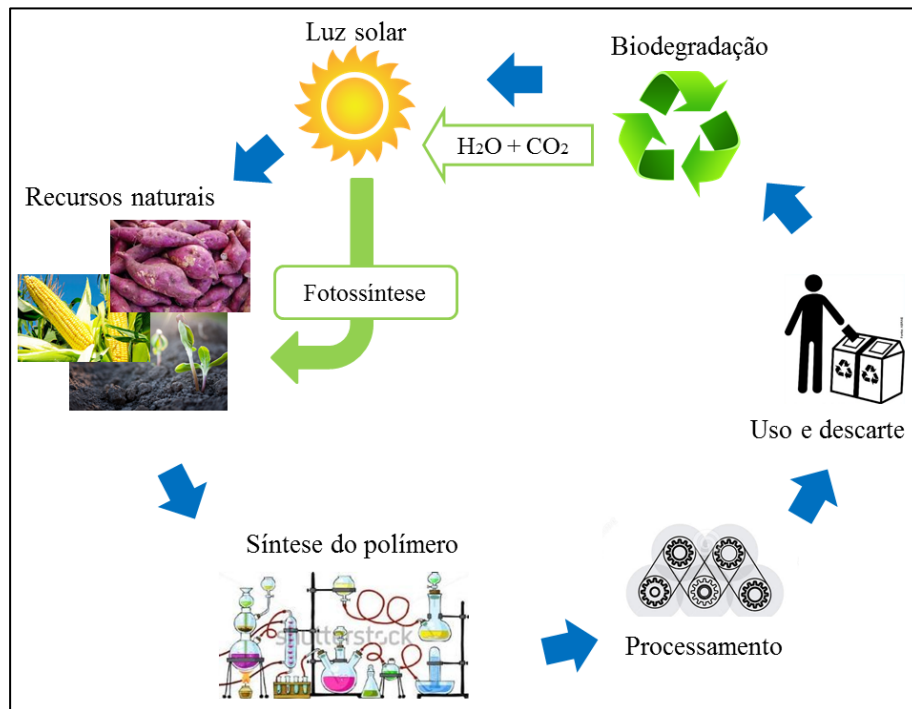 Luz solar
Biodegradação
H₂O + CO₂
Recursos naturais
Fotossíntese
Uso e descarte
Síntese do polímero
shutterstock
Processamento